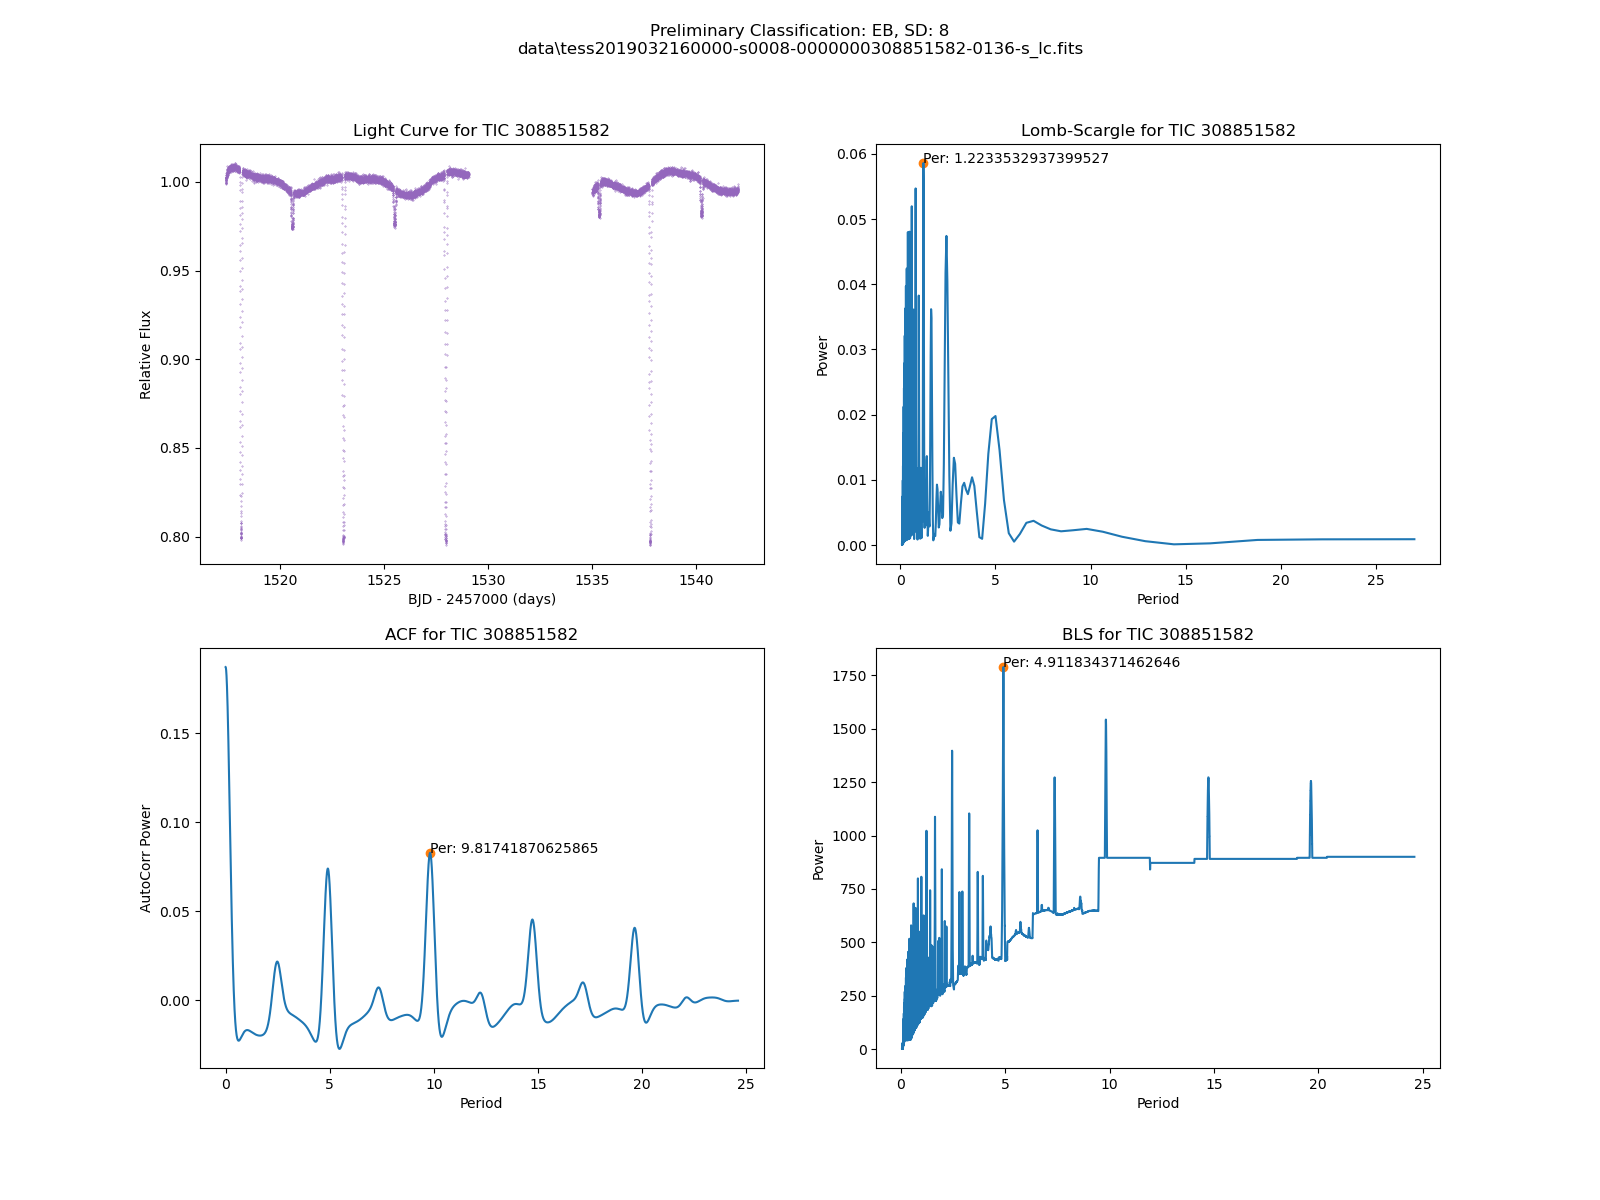 Preliminary Classification: EB, SD: 8
data\tess2019032160000-s0008-0000000308851582-0136-s_lc.fits
Light Curve for TIC 308851582
1.00
0.95
0.90
0.85
0.80
Relative Flux
1520
1525
1530
1535
1540
BJD - 2457000 (days)
Lomb-Scargle for TIC 308851582
Per: 1.2233532937399527
0.06
0.05
0.04
0.03
0.02
0.01
0.00
Power
0
5
10
15
20
25
Period
ACF for TIC 308851582
Per: 9.81741870625865
0.15
0.10
0.05
0.00
AutoCorr Power
0
5
10
15
20
25
Period
BLS for TIC 308851582
Per: 4.911834371462646
1750
1500
1250
1000
750
500
250
0
Power
0
5
10
15
20
25
Period